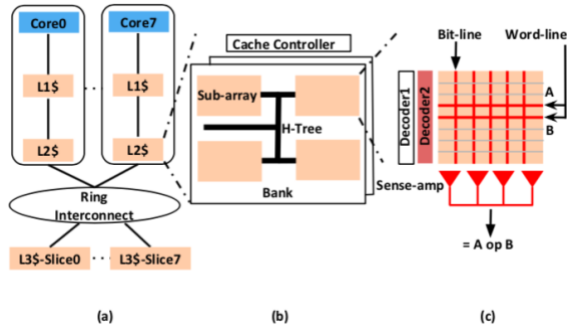 Core0
Core7
L1$
L1$
L2$
L2$
Ring
Interconnect
L3$-Slice0
L3$-Slice7
(a)
Cache Controller
Sub-array
H-Tree
Bank
(b)
Bit-line
Word-line
Decoder1
Decoder2
A
B
Sense-amp
= A op B
(c)